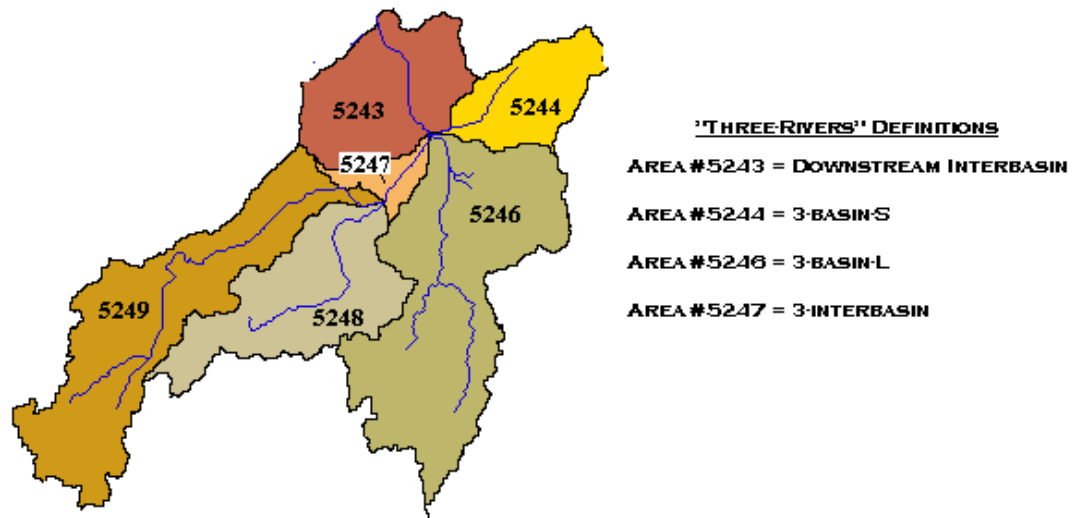 5243
5244
"Three-Rivers" Definitions
5247
Area #5243 = Downstream Interbasin
5246
Area #5244 = 3-basin-S
Area #5246 = 3-basin-L
5249
5248
Area #5247 = 3-interbasin